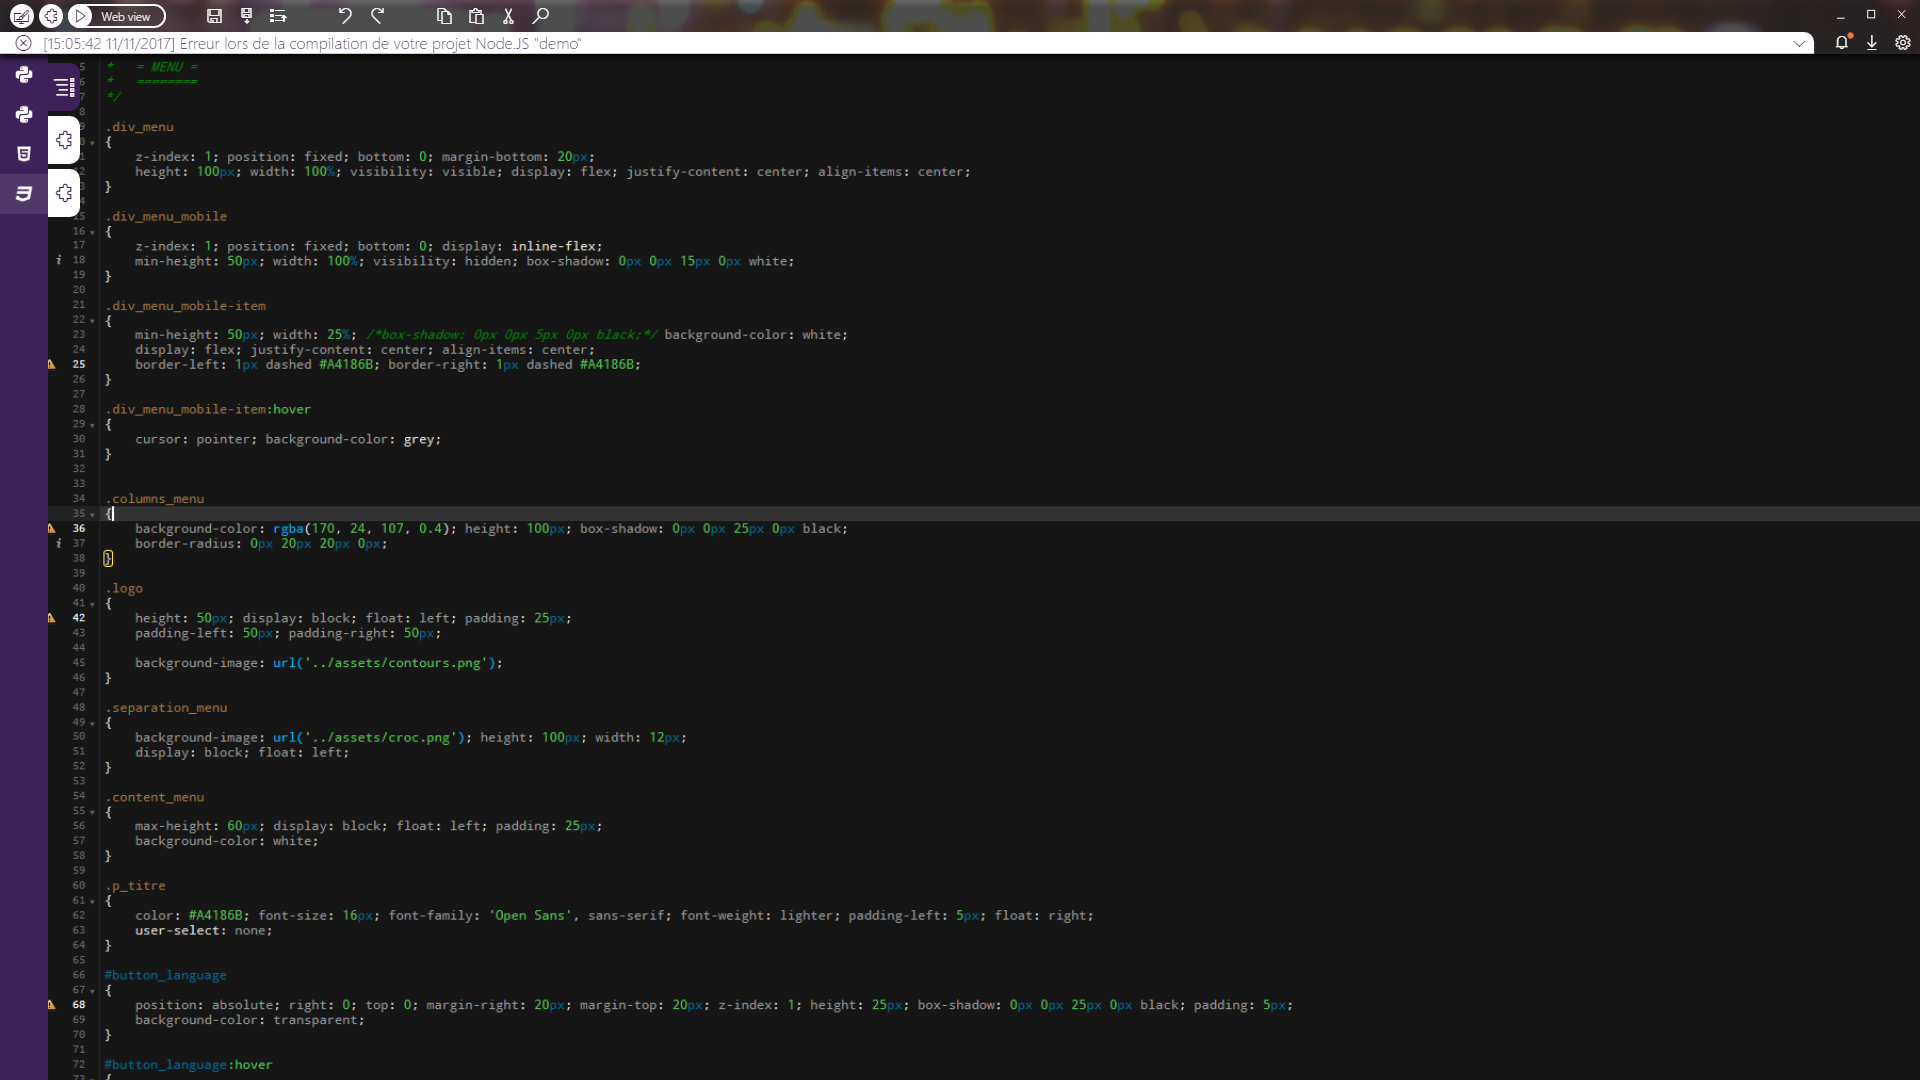 Web view
[15:05:42 11/11/2017] Erreur lors de la compilation de votre projet Node.JS "demo"
5 *   = MENU =
6 *   ========
7 */
8
9 .div_menu
0 {
1 z-index: 1; position: fixed; bottom: 0; margin-bottom: 20px;
2 height: 100px; width: 100%; visibility: visible; display: flex; justify-content: center; align-items: center;
3 }
4
15 .div_menu_mobile
16 {
17 z-index: 1; position: fixed; bottom: 0; display: inline-flex;
i 18 min-height: 50px; width: 100%; visibility: hidden; box-shadow: 0px 0px 15px 0px white;
19 }
20
21 .div_menu_mobile-item
22 {
23 min-height: 50px; width: 25%; /*box-shadow: 0px 0px 5px 0px black;*/ background-color: white;
24 display: flex; justify-content: center; align-items: center;
25 border-left: 1px dashed #A4186B; border-right: 1px dashed #A4186B;
26 }
27
28 .div_menu_mobile-item:hover
29 {
30 cursor: pointer; background-color: grey;
31 }
32
33
34 .columns_menu
35 {
36 background-color: rgba(170, 24, 107, 0.4); height: 100px; box-shadow: 0px 0px 25px 0px black;
i 37 border-radius: 0px 20px 20px 0px;
38 }
39
40 .logo
41 {
42 height: 50px; display: block; float: left; padding: 25px;
43 padding-left: 50px; padding-right: 50px;
44
45 background-image: url('../assets/contours.png');
46 }
47
48 .separation_menu
49 {
50 background-image: url('../assets/croc.png'); height: 100px; width: 12px;
51 display: block; float: left;
52 }
53
54 .content_menu
55 {
56 max-height: 60px; display: block; float: left; padding: 25px;
57 background-color: white;
58 }
59
60 .p_titre
61 {
62 color: #A4186B; font-size: 16px; font-family: 'Open Sans', sans-serif; font-weight: lighter; padding-left: 5px; float: right;
63 user-select: none;
64 }
65
66 #button_language
67 {
68 position: absolute; right: 0; top: 0; margin-right: 20px; margin-top: 20px; z-index: 1; height: 25px; box-shadow: 0px 0px 25px 0px black; padding: 5px;
69 background-color: transparent;
70 }
71
72 #button_language:hover
73 {